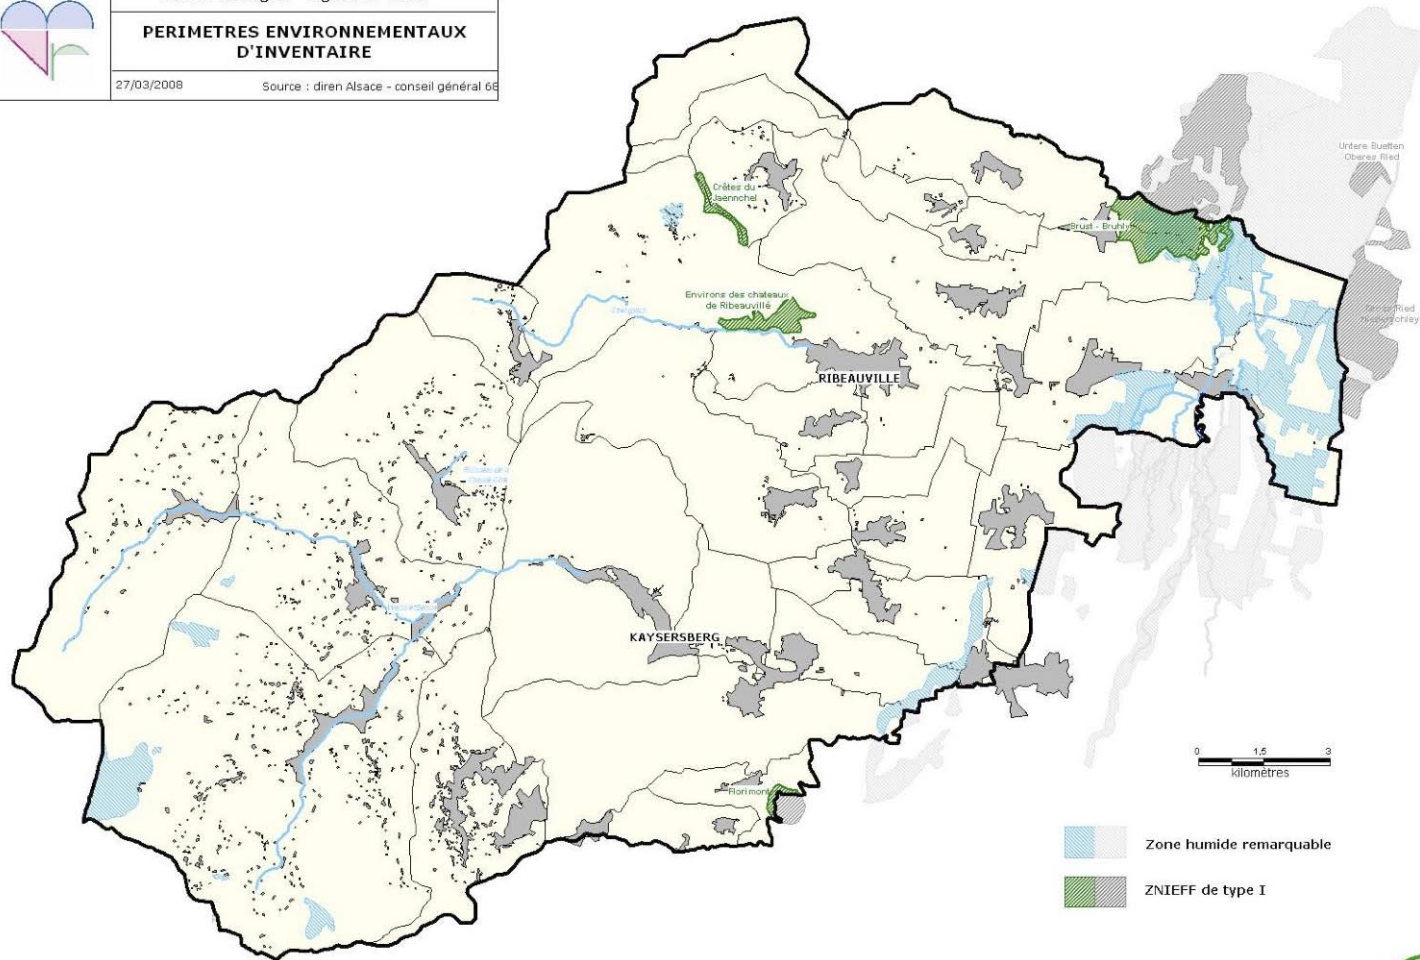 PERIMETRES ENVIRONNEMENTAUX
D'INVENTAIRE
27/03/2008
Source : diren Alsace - conseil général 68
Untere Buetten
Oberes Ried
Crêtes du
Jaennchel
Brust - Bruhly
Environs des chateaux
de Ribeauvillé
RIBEAUVILLE
KAYSERSBERG
Florimont
0 1,5 3
kilomètres
Zone humide remarquable
ZNIEFF de type I